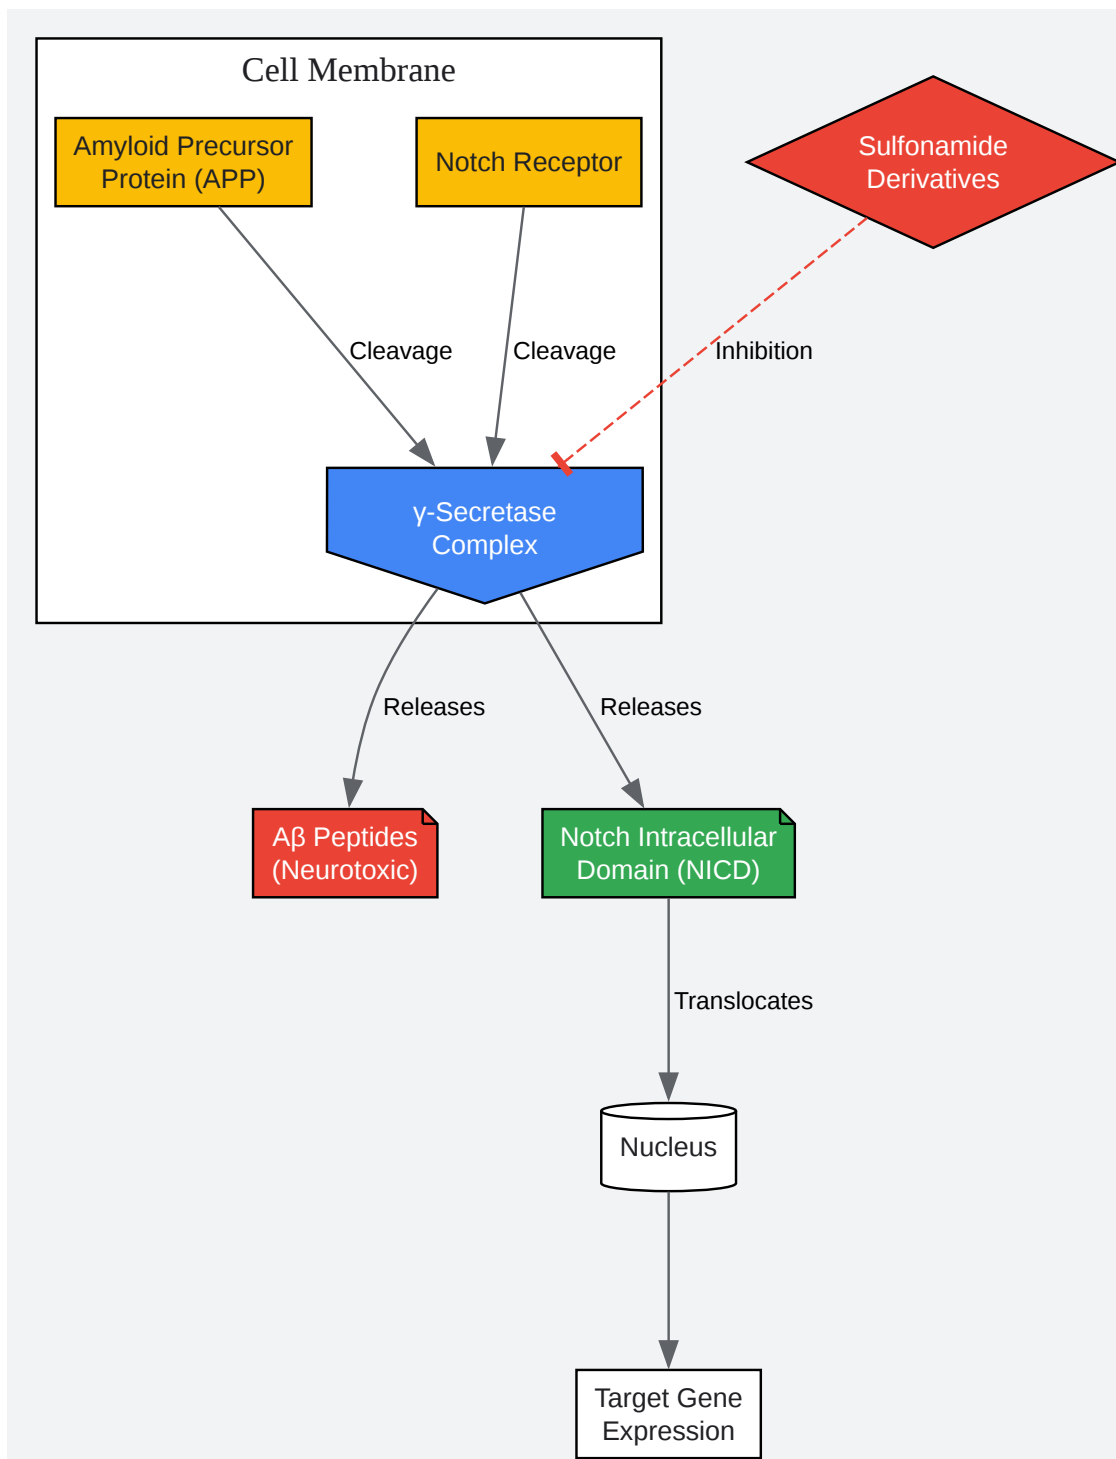 Cell Membrane
Amyloid Precursor
Protein (APP)
Notch Receptor
Sulfonamide
Derivatives
Cleavage
Cleavage
Inhibition
γ-Secretase
Complex
Releases
Releases
Aβ Peptides
(Neurotoxic)
Notch Intracellular
Domain (NICD)
Translocates
Nucleus
Target Gene
Expression